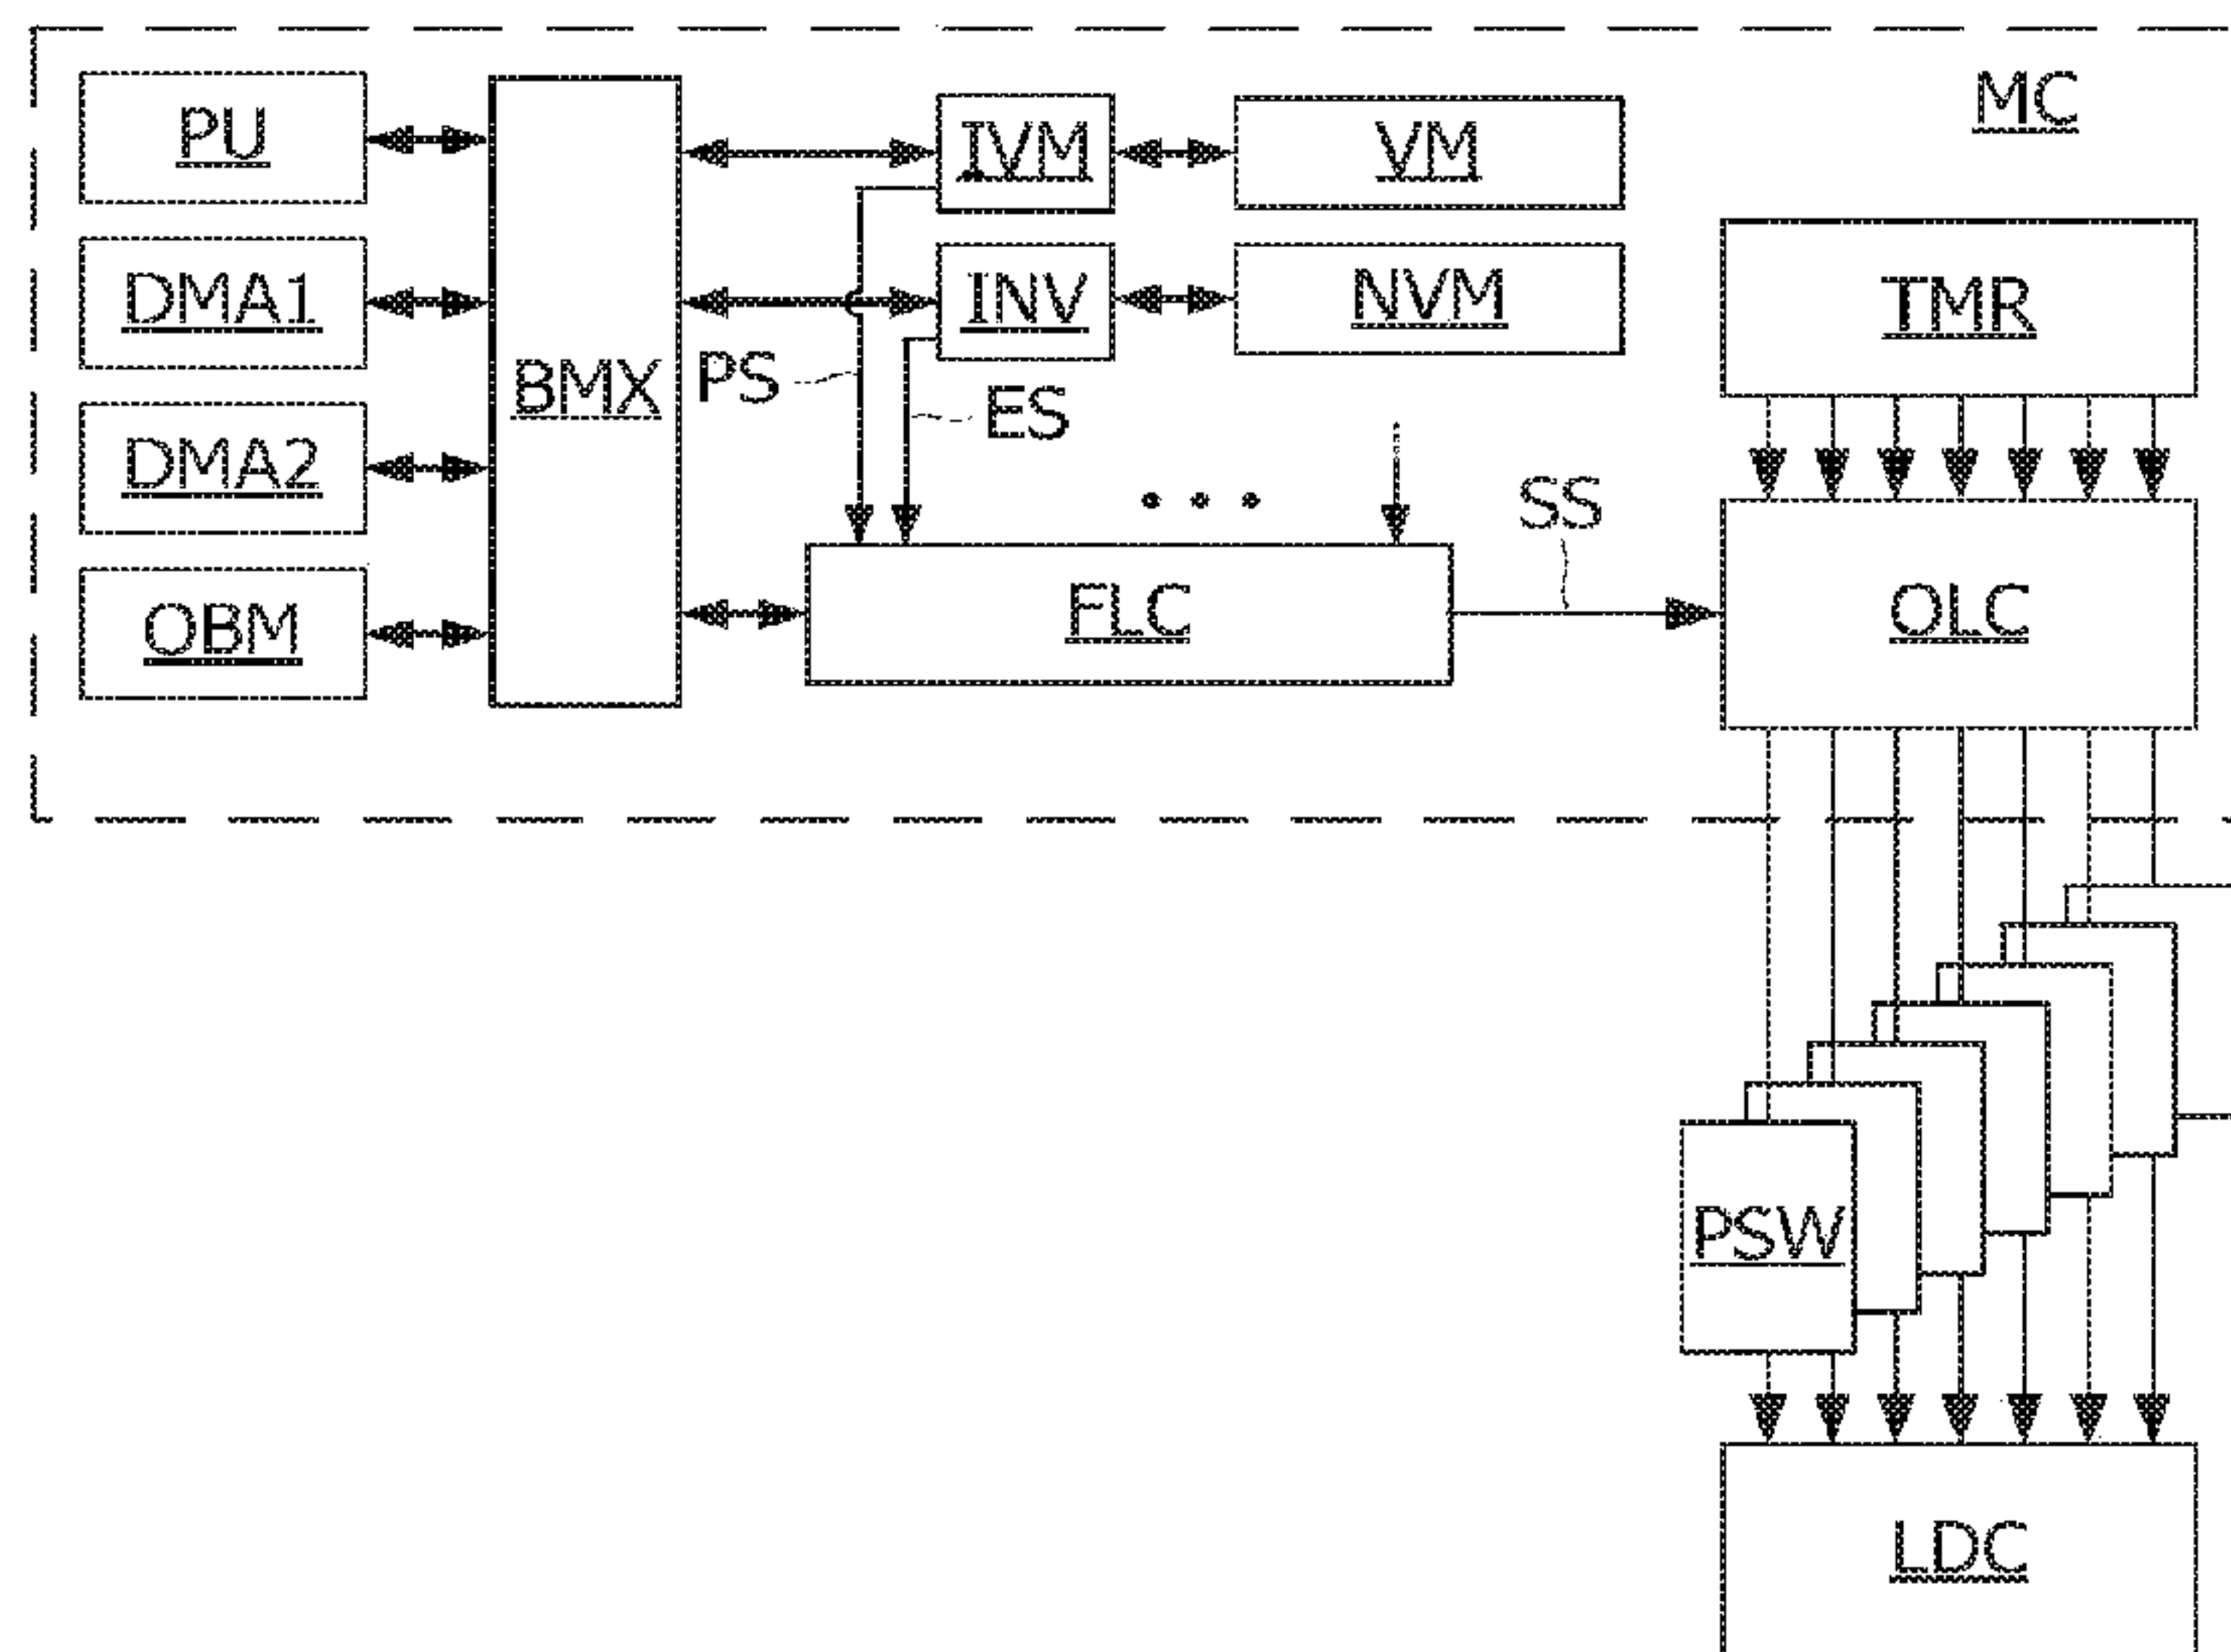 MC
PU
IVM
VM
DMA1
INV
NVM
TMR
BMX
PS
ES
DMA2
SS
OBM
FLC
OLC
PSW
LDC